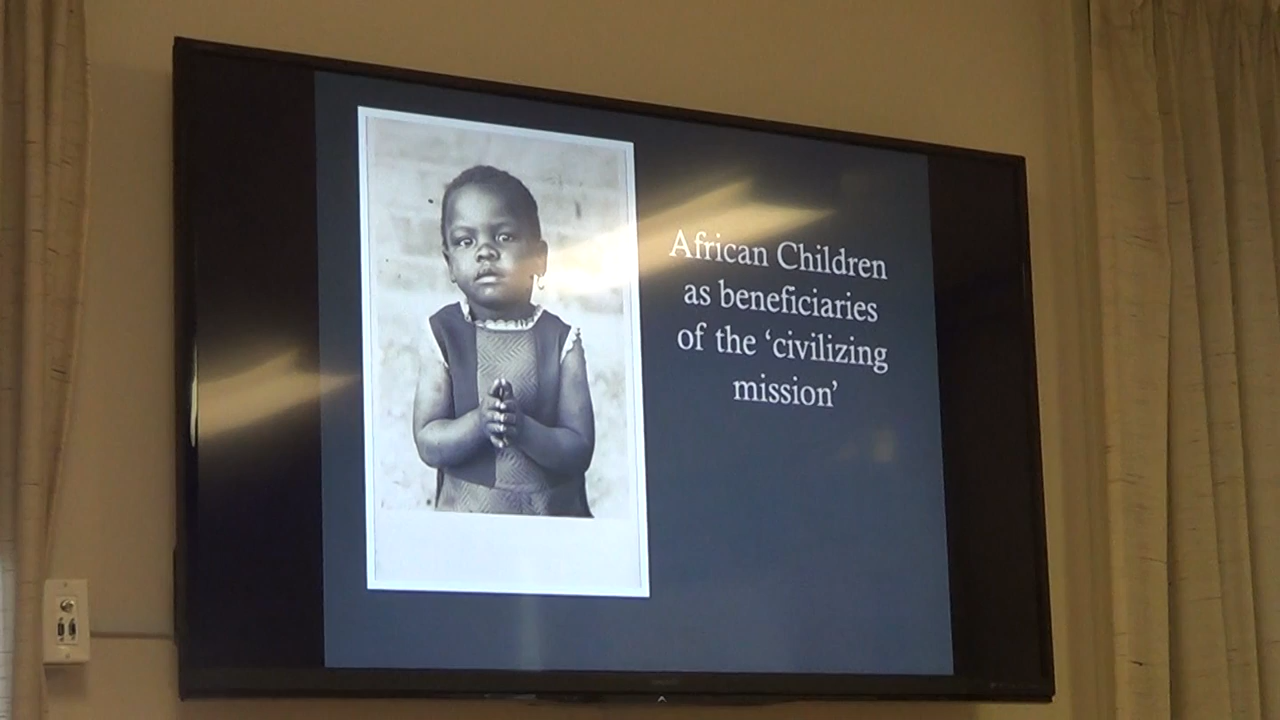 African Children
as beneficiaries
of the ‘civilizing
mission’